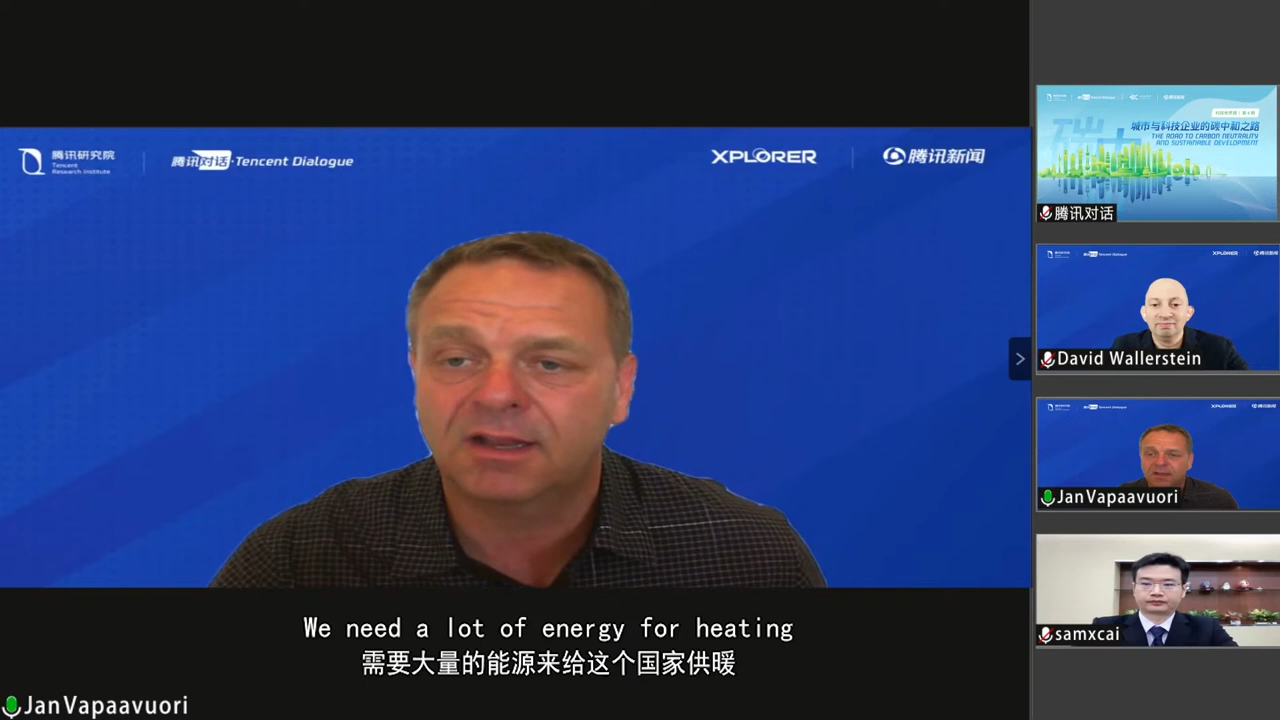 腾讯研究院
Tencent
Research Institute
腾讯对话·Tencent Dialogue
XPLORER
腾讯新闻
We need a lot of energy for heating
需要大量的能源来给这个国家供暖
JanVapaavuori
城市与科技企业的碳中和之路
THE ROAD TO CARBON NEUTRALITY
AND SUSTAINABLE DEVELOPMENT
腾讯对话
XPLORER
David Wallerstein
XPLORER
JanVapaavuori
samxcai